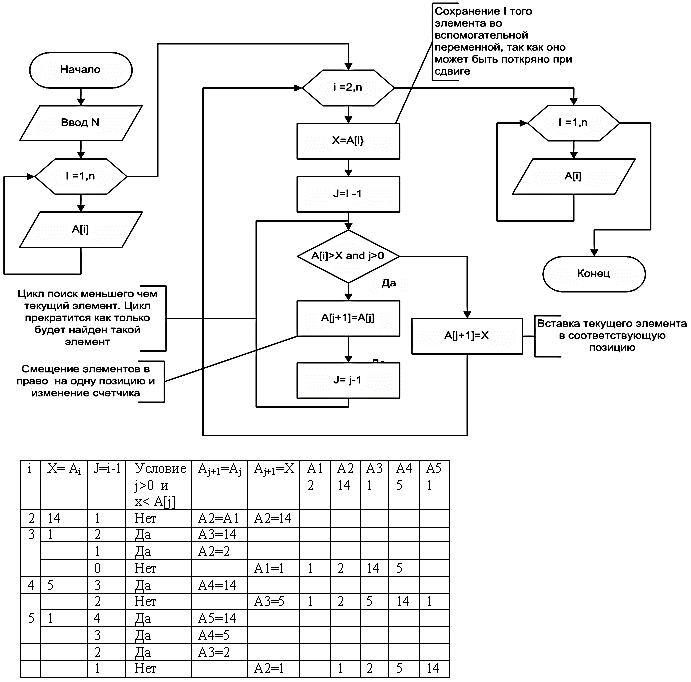 Сохранение I того
элемента во
вспомогательной
переменной, так как оно
может быть поткряно при
сдвиге
Начало
Ввод N
I =1,n
A[i]
i =2,n
X=A[I}
J=I -1
A[i]>X and j>0
Да
A[j+1]=A[j]
J= j-1
A[j+1]=X
I =1,n
A[i]
Конец
Цикл поиск меньшего чем
текущий элемент. Цикл
прекратится как только
будет найден такой
элемент
Смещение элементов в
право на одну позицию и
изменение счетчика
Вставка текущего элемента
в соответствующую
позицию
i X= Ai J=i-1 Условие Aj+1=Aj Aj+1=X A1 A2 A3 A4 A5
j>0 и 2 14 1 5 1
x< A[j]
2 14 1 Нет A2=A1 A2=14
3 1 2 Да A3=14
1 Да A2=2
0 Нет A1=1 1 2 14 5
4 5 3 Да A4=14
2 Нет A3=5 1 2 5 14 1
5 1 4 Да A5=14
3 Да A4=5
2 Да A3=2
1 Нет A2=1 1 2 5 14